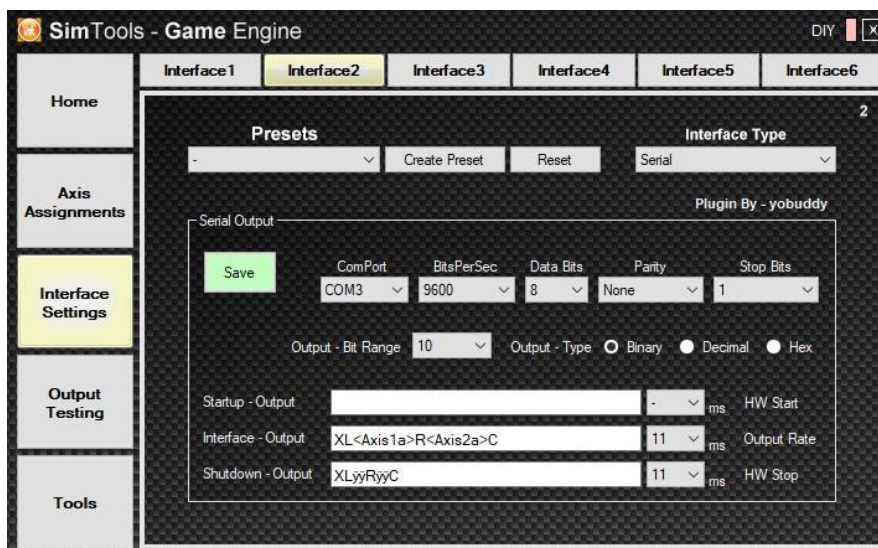 SimTools - Game Engine
DIY
X
Interface1 Interface2 Interface3 Interface4 Interface5 Interface6
Home
2
Presets
Interface Type
-
Create Preset
Reset
Serial
Axis
Assignments
Plugin By - yobuddy
Serial Output
Save
ComPort BitsPerSec Data Bits Parity Stop Bits
COM3 9600 8 None 1
Interface
Settings
Output - Bit Range 10 Output - Type Binary Decimal Hex
Output
Testing
Startup - Output - ms HW Start
Interface - Output XL<Axis1a>R<Axis2a>C 11 ms Output Rate
Shutdown - Output XLÿÿRÿÿC 11 ms HW Stop
Tools